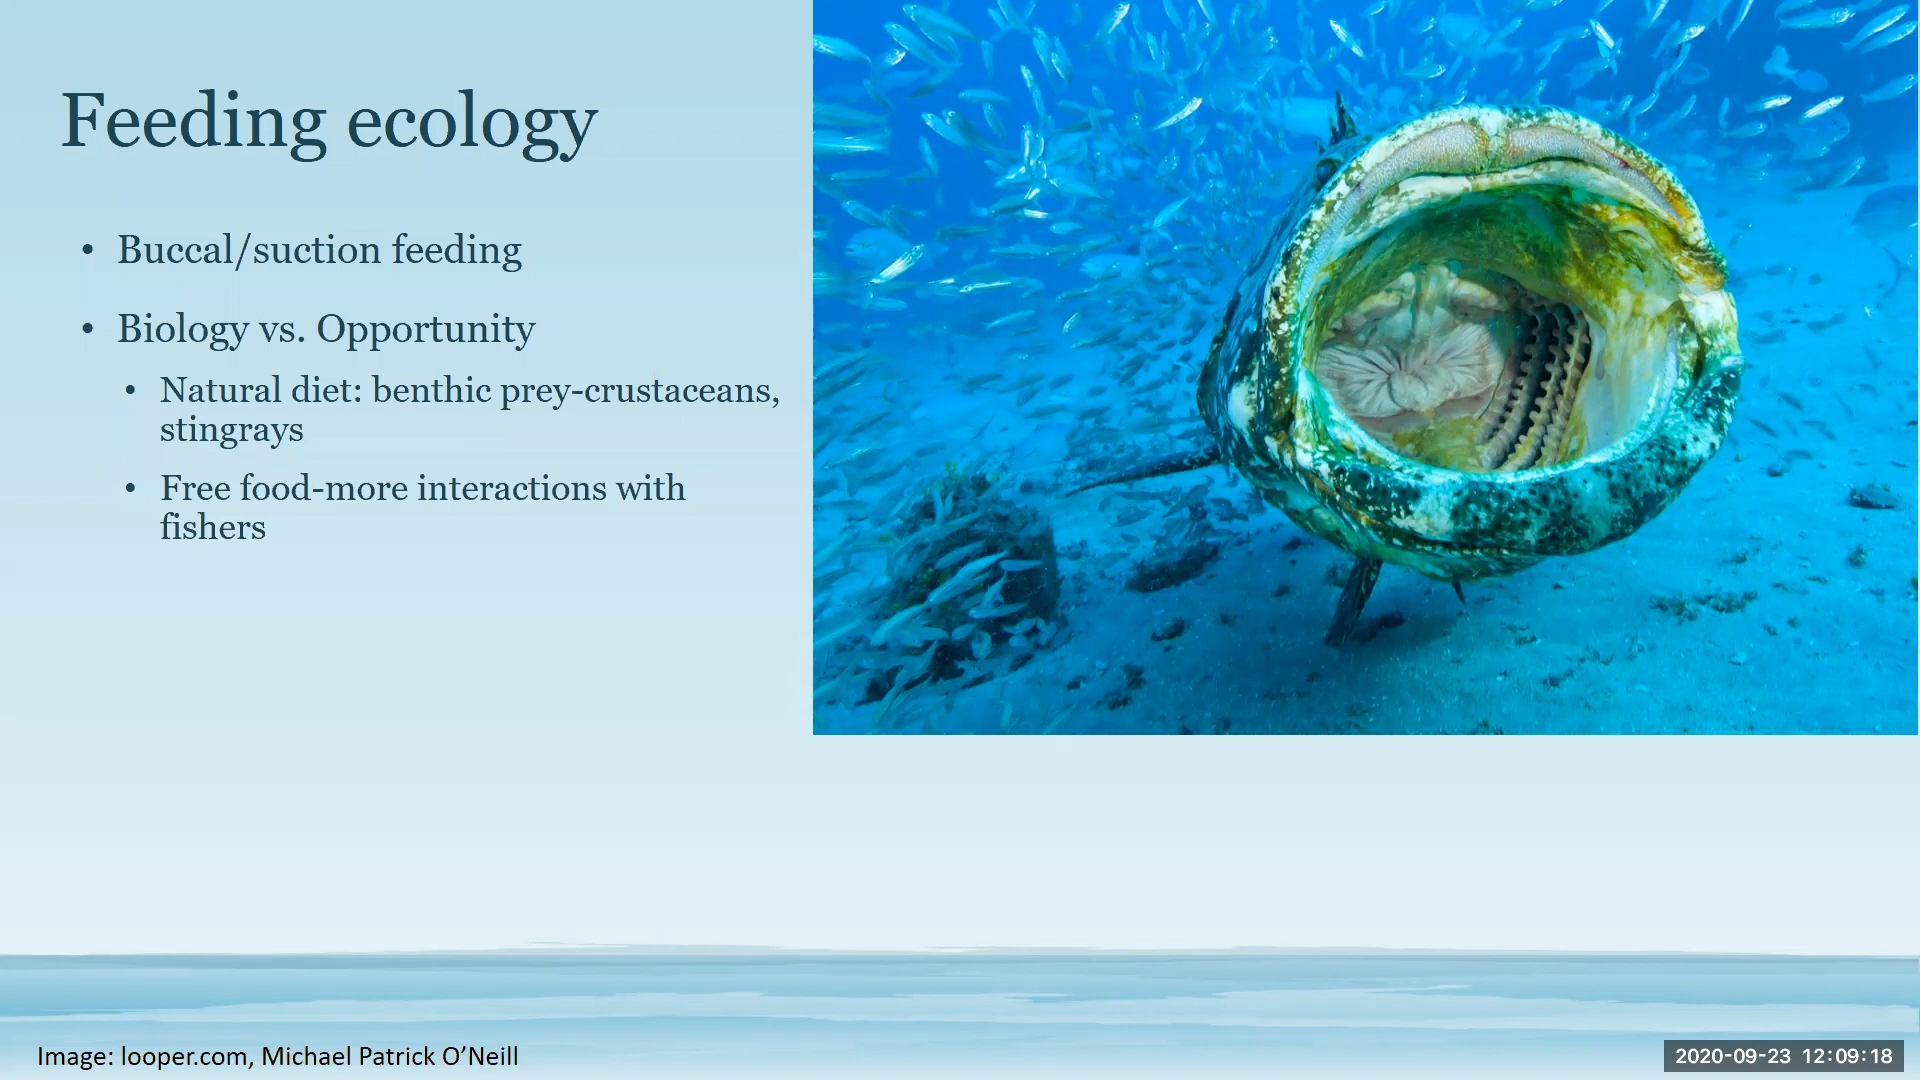 Feeding ecology
• Buccal/suction feeding
• Biology vs. Opportunity
• Natural diet: benthic prey-crustaceans,
stingrays
• Free food-more interactions with
fishers
Image: looper.com, Michael Patrick O’Neill
2020-09-23 12:09:18